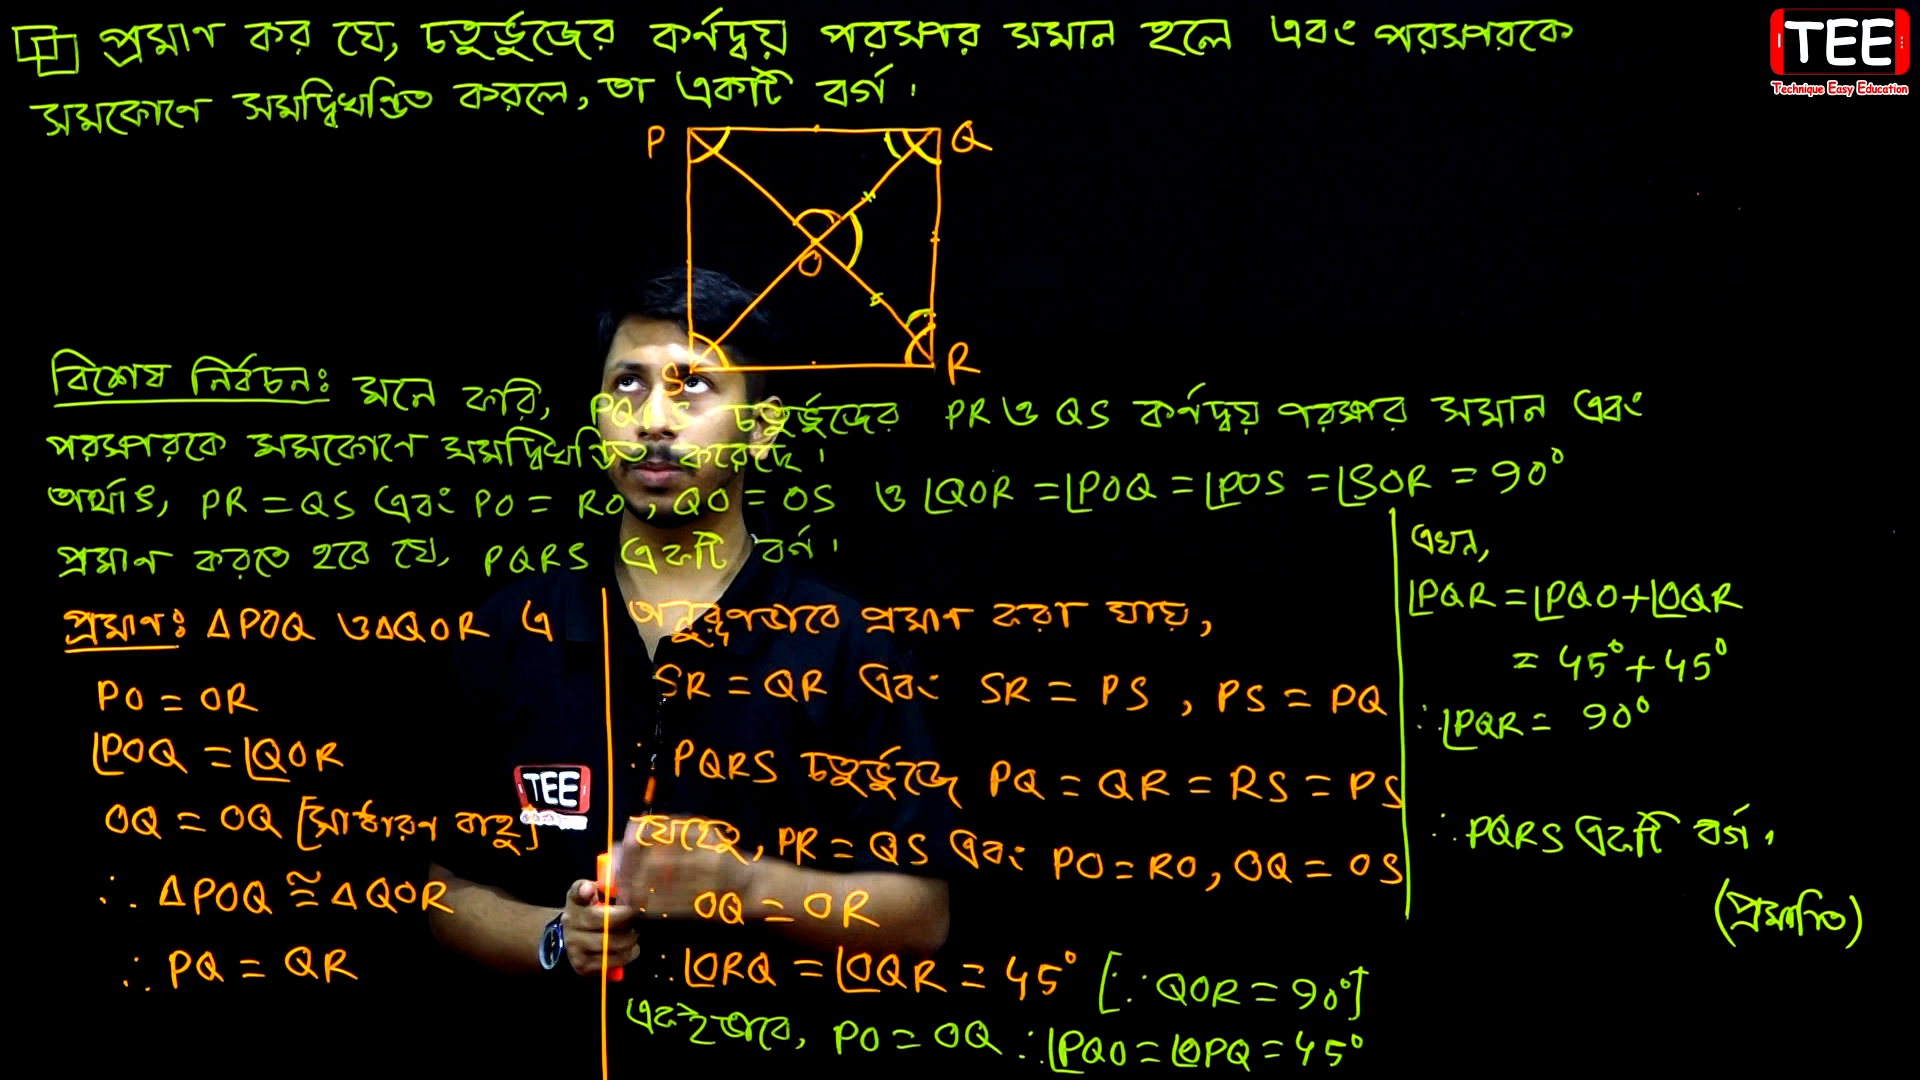 প্রমাণ কর যে, চতুর্ভুজের কর্ণদ্বয় পরস্পর সমান হলে এবং পরস্পরকে
সমকোণে সমদ্বিখণ্ডিত করলে, তা একটি বর্গ।
TEE
Technique Easy Education
P
Q
O
S
R
বিশেষ নির্বচন: মনে করি, PQRS চতুর্ভুজের PR ও QS কর্ণদ্বয় পরস্পর সমান এবং
পরস্পরকে সমকোণে সমদ্বিখণ্ডিত করেছে।
অর্থাৎ, PR = QS এবং PO = RO, QO = OS ও ∠QOR = ∠POQ = ∠POS = ∠SOR = 90°
প্রমাণ করতে হবে যে, PQRS একটি বর্গ।
প্রমাণ: ΔPOQ ও ΔQOR এ
PO = OR
∠POQ = ∠QOR
OQ = OQ [সাধারণ বাহু]
∴ ΔPOQ ≅ ΔQOR
∴ PQ = QR
অনুরূপভাবে প্রমাণ করা যায়,
SR = QR এবং SR = PS, PS = PQ
∴ PQRS চতুর্ভুজে PQ = QR = RS = PS
যেহেতু, PR = QS এবং PO = RO, OQ = OS
∴ OQ = OR
∴ ∠ORQ = ∠OQR = 45° [∵ QOR = 90°]
একইভাবে, PO = OQ ∴ ∠PQO = ∠OPQ = 45°
এখন,
∠PQR = ∠PQO + ∠OQR
= 45° + 45°
∴ ∠PQR = 90°
∴ PQRS একটি বর্গ।
(প্রমাণিত)
TEE